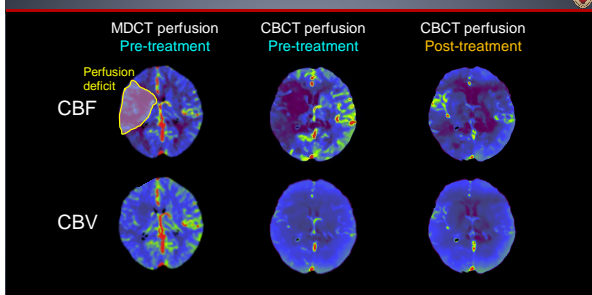 MDCT perfusion
Pre-treatment
CBCT perfusion
Pre-treatment
CBCT perfusion
Post-treatment
Perfusion
deficit
CBF
CBV